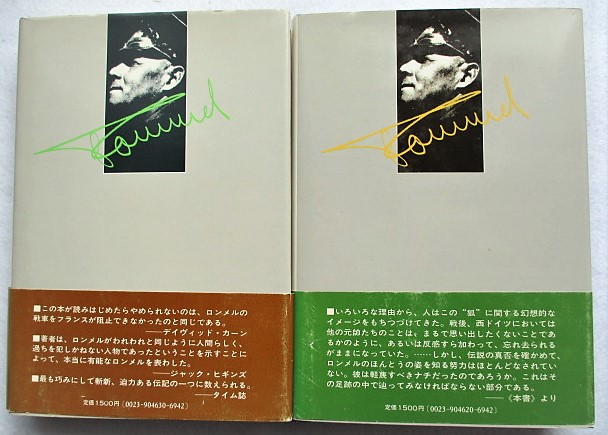 Rommel
■この本が読みはじめたらやめられないのは、ロンメルの
戦車をフランスが阻止できなかったのと同じである。
――デイヴィッド・カーン
■著者は、ロンメルがわれわれと同じように人間らしく、
過ちを犯しかねない人物であったということを示すことに
よって、本当に有能なロンメルを表わした。
――ジャック・ヒギンズ
■最も巧みにして斬新、迫力ある伝記の一つに数えられる。
――タイム誌
定価1500円〔0023-904630-6942〕
Rommel
■いろいろな理由から、人はこの“狐”に関する幻想的な
イメージをもちつづけてきた。戦後、西ドイツにおいては
他の元帥たちのことは、まるで思い出したくないことであ
るかのように、あるいは反感すら加わって、忘れ去られる
がままになっていた。……しかし、伝説の真否を確かめて、
ロンメルのほんとうの姿を知る努力はほとんどなされてい
ない。彼は軽蔑すべきナチだったのであろうか。これはそ
の足跡の中で辿ってみなければならない部分である。
――《本書》より
定価1500円〔0023-904620-6942〕